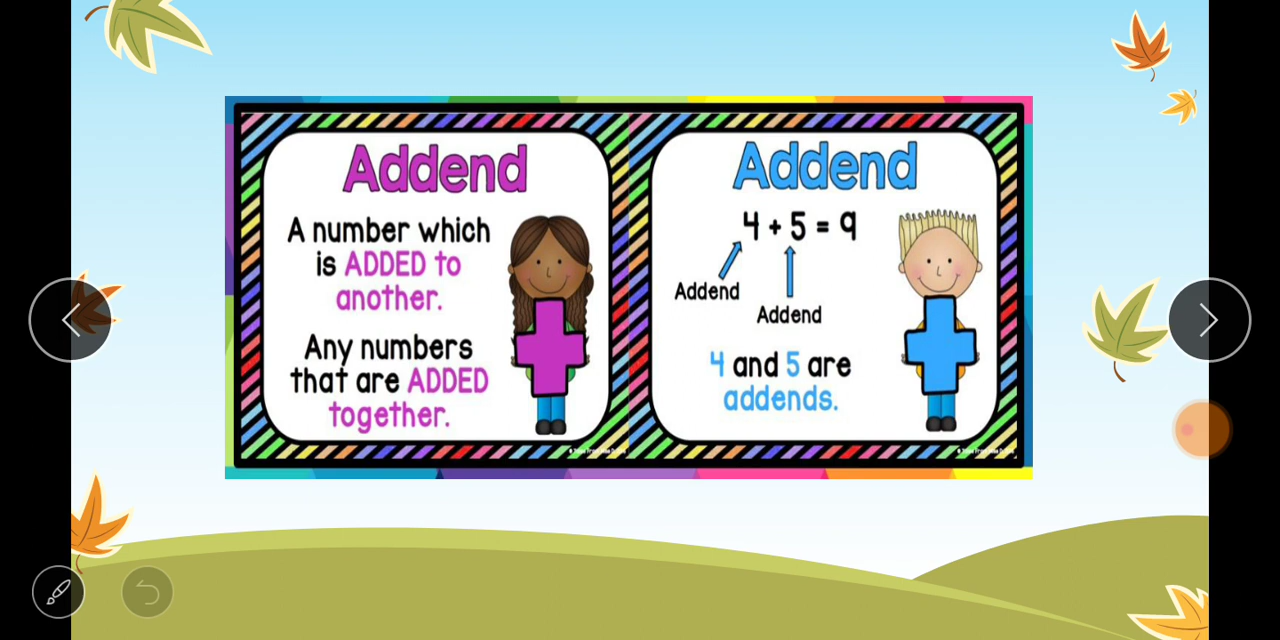 Addend
A number which
is ADDED to
another.
Any numbers
that are ADDED
together.
Addend
4 + 5 = 9
Addend
Addend
4 and 5 are
addends.